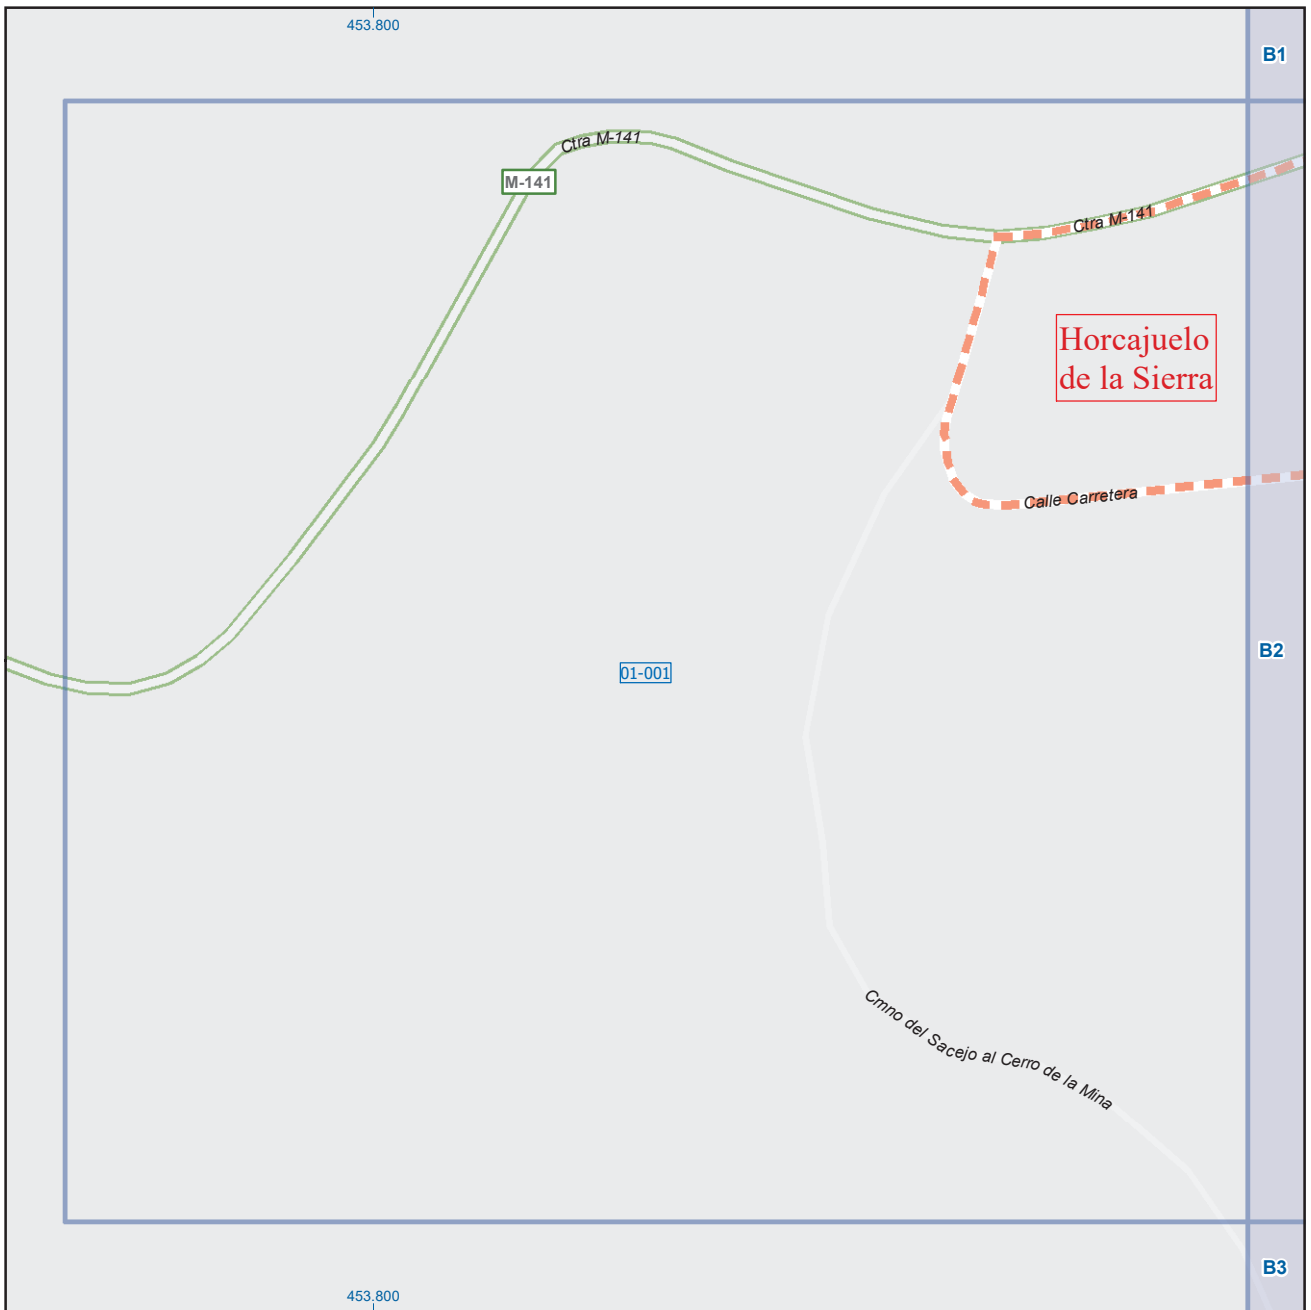 453.800
B1
Ctra M-141
M-141
Ctra M-141
Horcajuelo
de la Sierra
Calle Carretera
B2
01-001
Cmno del Sacejo al Cerro de la Mina
B3
453.800